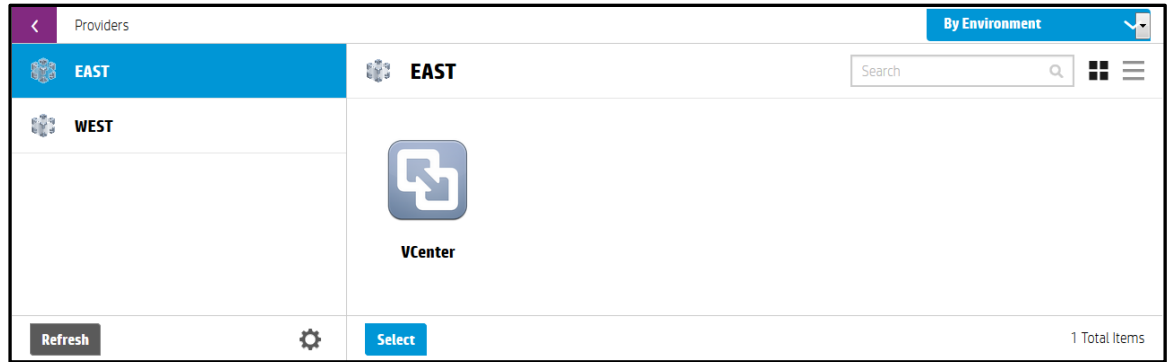 Providers
By Environment
EAST
EAST
Search
WEST
VCenter
Refresh
Select
1 Total Items